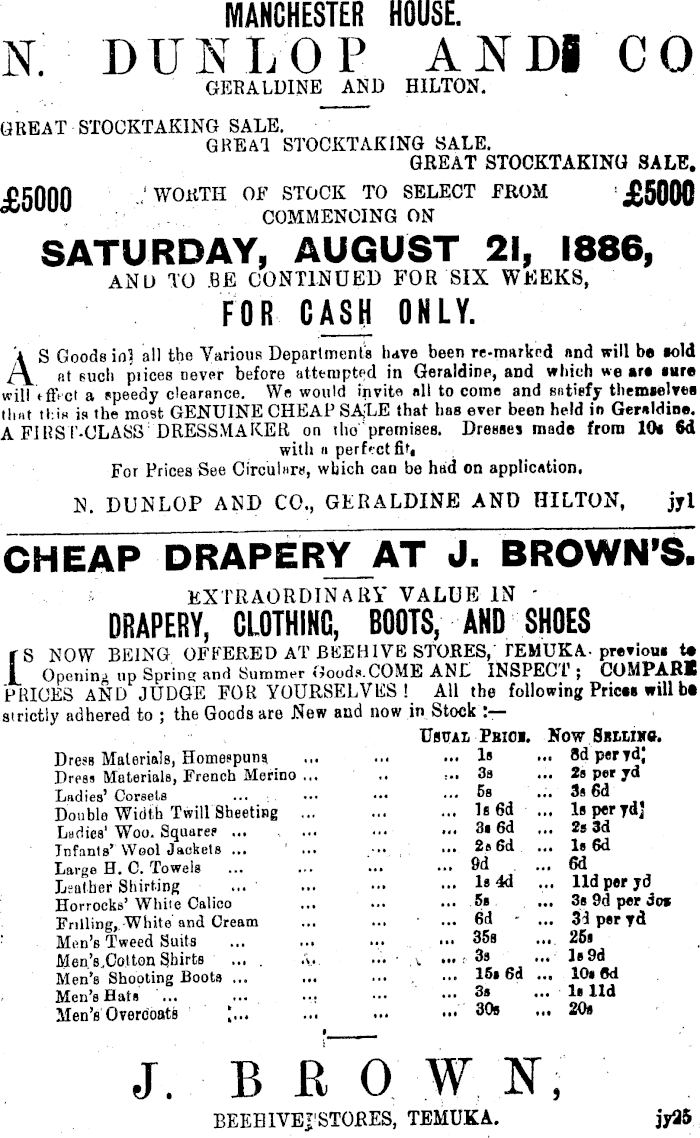 MANCHESTER HOUSE.
N. DUNLOP AND CO
GERALDINE AND HILTON.
GREAT STOCKTAKING SALE.
GREAT STOCKTAKING SALE.
GREAT STOCKTAKING SALE.
£5000 WORTH OF STOCK TO SELECT FROM £5000
COMMENCING ON
SATURDAY, AUGUST 21, 1886,
AND TO BE CONTINUED FOR SIX WEEKS,
FOR CASH ONLY.
AS Goods in all the Various Departments have been re-marked and will be sold
at such prices never before attempted in Geraldine, and which we are sure
will effect a speedy clearance. We would invite all to come and satisfy themselves
that this is the most GENUINE CHEAP SALE that has ever been held in Geraldine.
A FIRST-CLASS DRESSMAKER on the premises. Dresses made from 10s 6d
with a perfect fit.
For Prices See Circulars, which can be had on application.
N. DUNLOP AND CO., GERALDINE AND HILTON, jy1
CHEAP DRAPERY AT J. BROWN'S.
EXTRAORDINARY VALUE IN
DRAPERY, CLOTHING, BOOTS, AND SHOES
IS NOW BEING OFFERED AT BEEHIVE STORES, TEMUKA. previous to
Opening up Spring and Summer Goods. COME AND INSPECT; COMPARE
PRICES AND JUDGE FOR YOURSELVES! All the following Prices will be
strictly adhered to; the Goods are New and now in Stock :—
USUAL PRICE. NOW SELLING.
Dress Materials, Homespuns ... ... ... 1s ... 8d per yd
Dress Materials, French Merino ... .. ... 3s ... 2s per yd
Ladies' Corsets ... ... ... ... 5s ... 3s 6d
Double Width Twill Sheeting ... ... ... 1s 6d ... 1s per yd
Ladies' Woo. Squares ... ... ... ... 3s 6d ... 2s 3d
Infants' Wool Jackets ... ... ... ... 2s 6d ... 1s 6d
Large H. C. Towels ... ... ... ... 9d ... 6d
Leather Shirting ... ... ... ... 1s 4d ... 11d per yd
Horrocks' White Calico ... ... ... 5s ... 3s 9d per dos
Frilling, White and Cream ... ... ... 6d ... 3d per yd
Men's Tweed Suits ... ... ... ... 35s ... 25s
Men's Cotton Shirts ... ... ... ... 3s ... 1s 9d
Men's Shooting Boots ... ... ... ... 15s 6d ... 10s 6d
Men's Hats ... ... ... ... ... 3s ... 1s 11d
Men's Overcoats ... ... ... ... 30s ... 20s
J. BROWN,
BEEHIVE STORES, TEMUKA. jy25